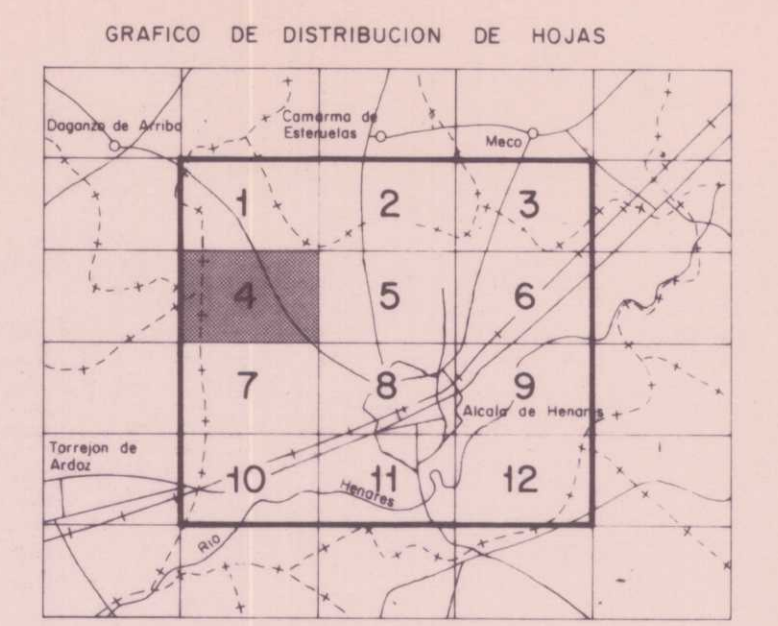 GRAFICO DE DISTRIBUCION DE HOJAS
Daganzo de Arriba
Camarma de
Esteruelas
Meco
1
2
3
4
5
6
7
8
9
Alcala de Henares
Torrejon de
Ardoz
10
11
12
Henares
Rio